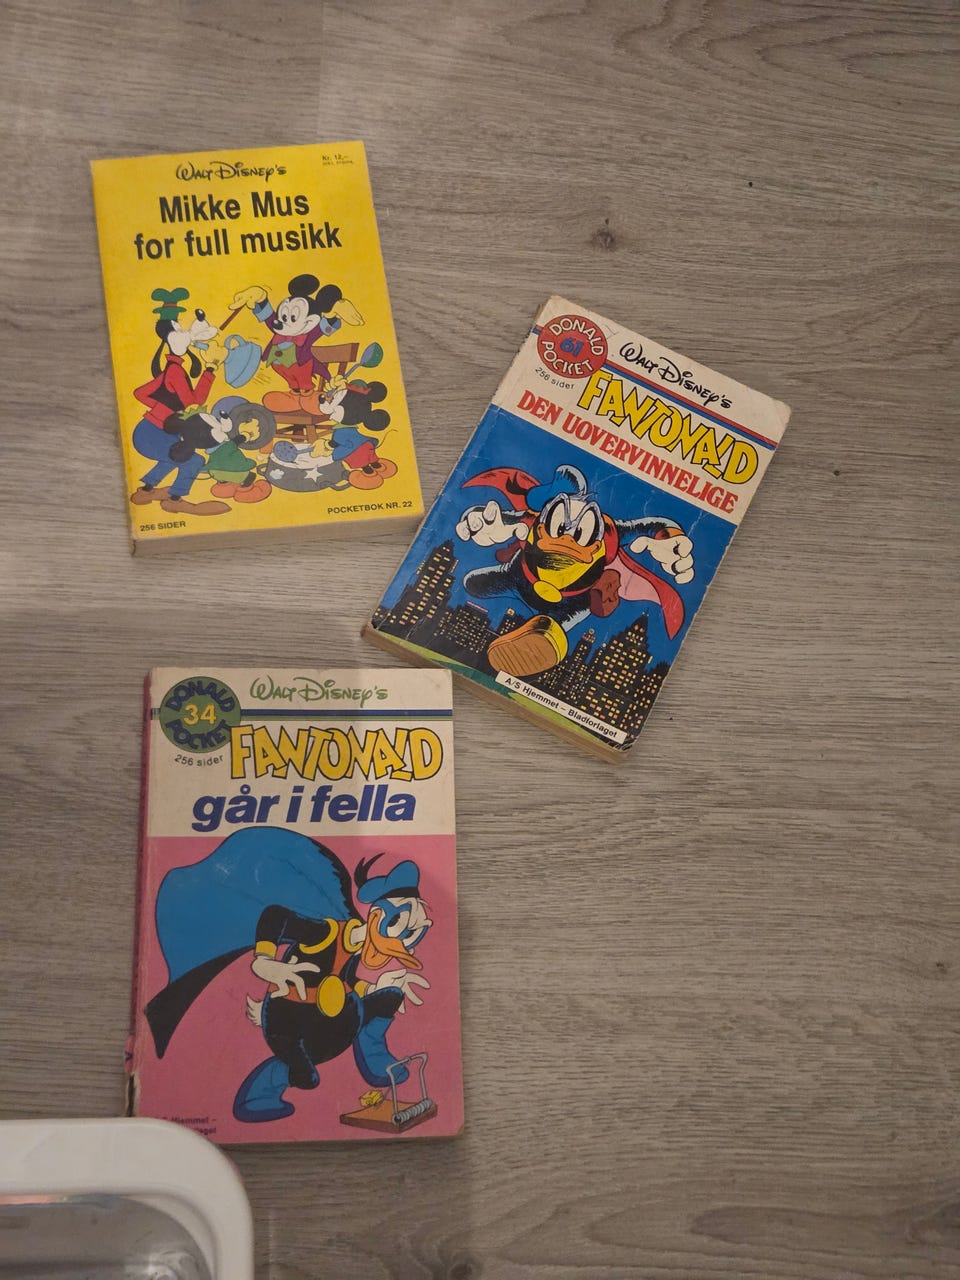 Walt Disney's
Kr. 12,–
Mikke Mus
for full musikk
256 SIDER
POCKETBOK NR. 22
DONALD
61
POCKET
256 sider
Walt Disney's
FANTONALD
DEN UOVERVINNELIGE
A/S Hjemmet – Bladforlaget
DONALD
34
POCKET
256 sider
Walt Disney's
FANTONALD
går i fella
Hjemmet –